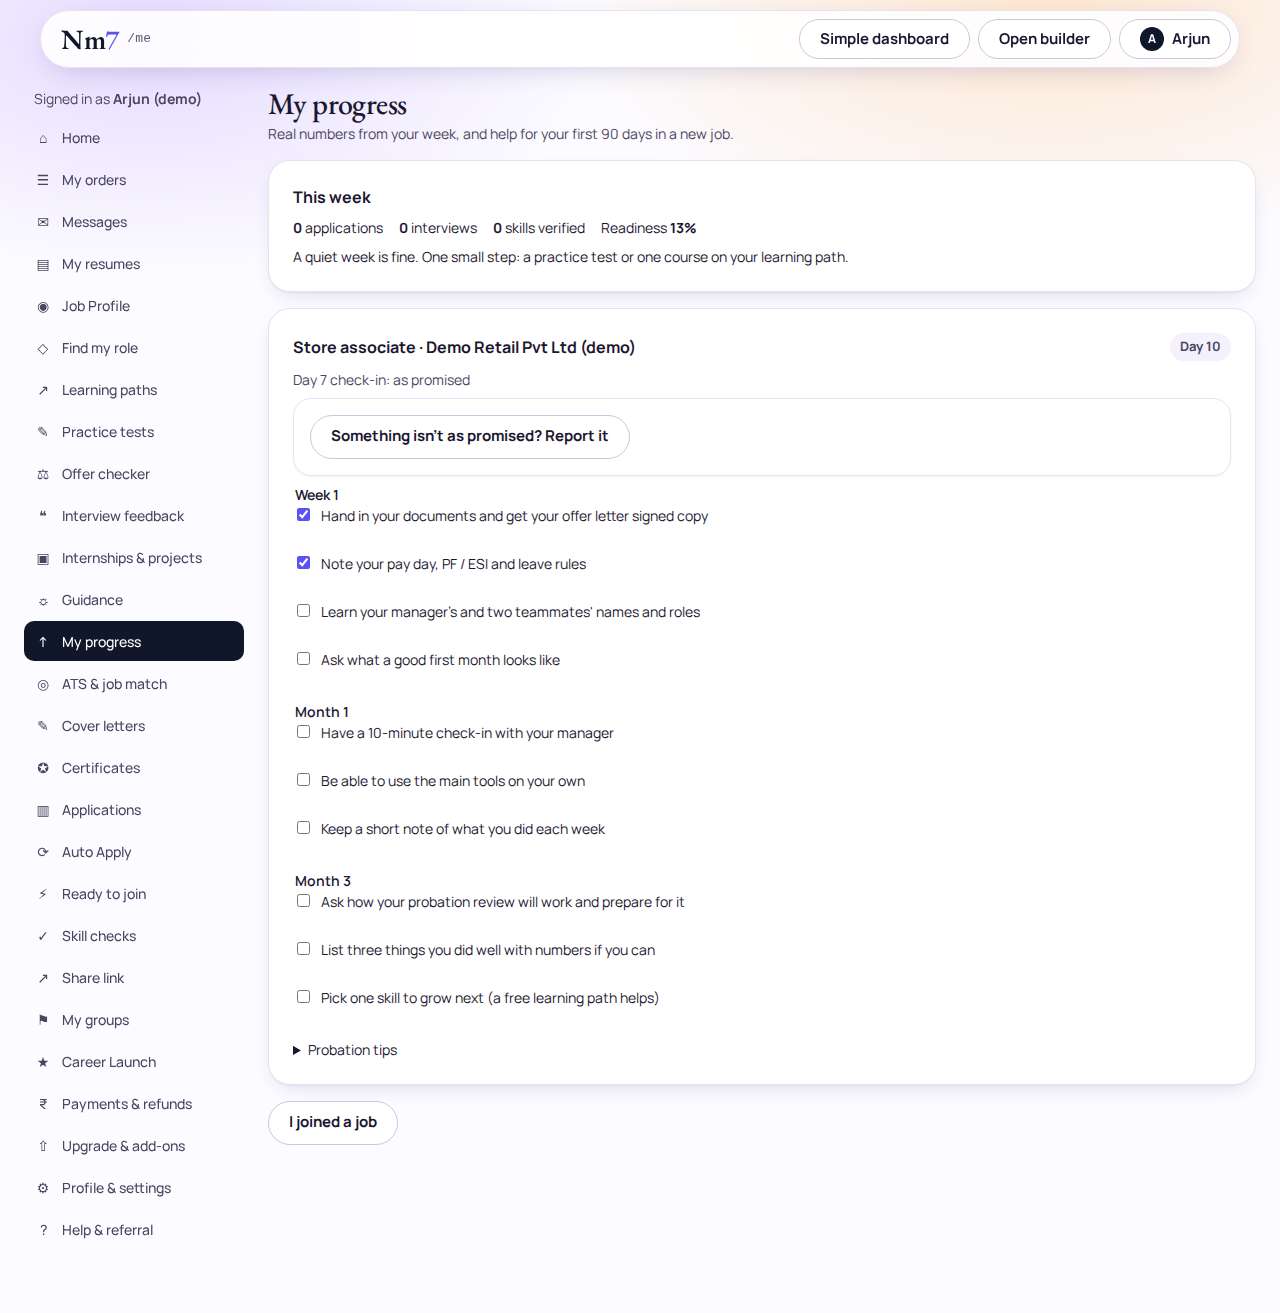 Nm7 /me
Simple dashboard
Open builder
A Arjun
Signed in as Arjun (demo)
Home
My orders
Messages
My resumes
Job Profile
Find my role
Learning paths
Practice tests
Offer checker
Interview feedback
Internships & projects
Guidance
My progress
ATS & job match
Cover letters
Certificates
Applications
Auto Apply
Ready to join
Skill checks
Share link
My groups
Career Launch
₹ Payments & refunds
Upgrade & add-ons
Profile & settings
? Help & referral
My progress
Real numbers from your week, and help for your first 90 days in a new job.
This week
0 applications 0 interviews 0 skills verified Readiness 13%
A quiet week is fine. One small step: a practice test or one course on your learning path.
Store associate · Demo Retail Pvt Ltd (demo)
Day 10
Day 7 check-in: as promised
Something isn't as promised? Report it
Week 1
Hand in your documents and get your offer letter signed copy
Note your pay day, PF / ESI and leave rules
Learn your manager's and two teammates' names and roles
Ask what a good first month looks like
Month 1
Have a 10-minute check-in with your manager
Be able to use the main tools on your own
Keep a short note of what you did each week
Month 3
Ask how your probation review will work and prepare for it
List three things you did well with numbers if you can
Pick one skill to grow next (a free learning path helps)
Probation tips
I joined a job